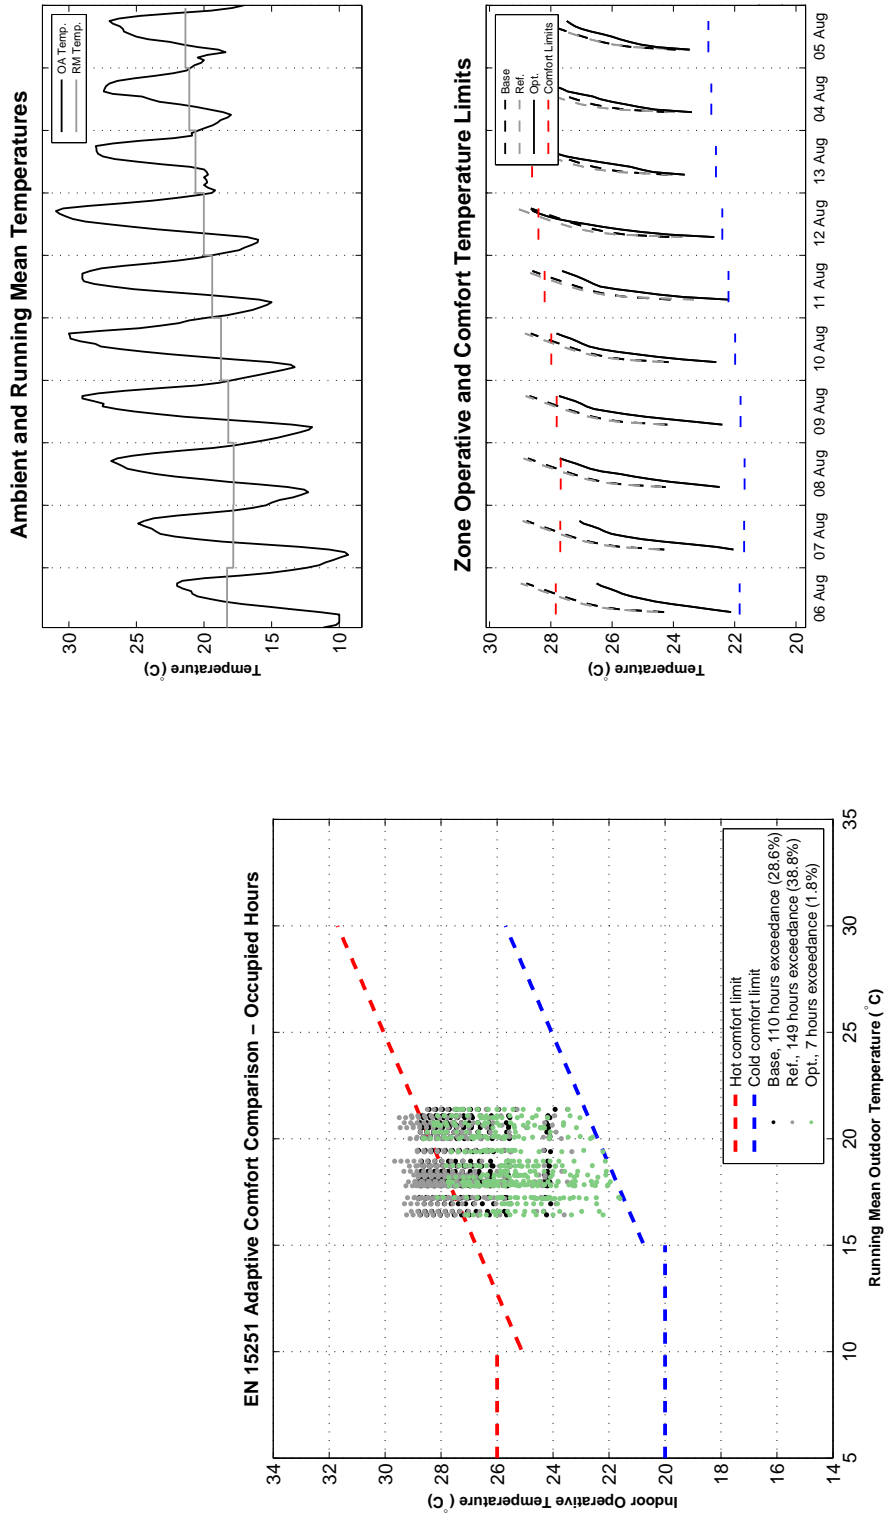 EN 15251 Adaptive Comfort Comparison – Occupied Hours
Indoor Operative Temperature (°C)
34
32
30
28
26
24
22
20
18
16
14
5
10
15
20
25
30
35
Running Mean Outdoor Temperature (°C)
Hot comfort limit
Cold comfort limit
Base, 110 hours exceedance (28.6%)
Ref., 149 hours exceedance (38.8%)
Opt., 7 hours exceedance (1.8%)
Ambient and Running Mean Temperatures
Temperature (°C)
30
25
20
15
10
OA Temp.
RM Temp.
Zone Operative and Comfort Temperature Limits
Temperature (°C)
30
28
26
24
22
20
06 Aug
07 Aug
08 Aug
09 Aug
10 Aug
11 Aug
12 Aug
13 Aug
04 Aug
05 Aug
Base
Ref.
Opt.
Comfort Limits